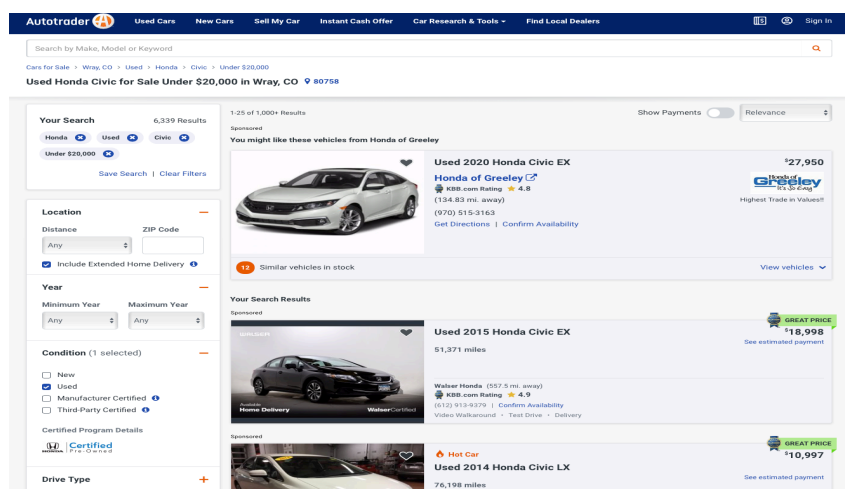 Autotrader Used Cars New Cars Sell My Car Instant Cash Offer Car Research & Tools Find Local Dealers Sign In
Search by Make, Model or Keyword
Cars for Sale > Wray, CO > Used > Honda > Civic > Under $20,000
Used Honda Civic for Sale Under $20,000 in Wray, CO 80758
Your Search 6,339 Results
Honda Used Civic
Under $20,000
Save Search | Clear Filters
Location
Distance ZIP Code
Any
Include Extended Home Delivery
Year
Minimum Year Maximum Year
Any Any
Condition (1 selected)
New
Used
Manufacturer Certified
Third-Party Certified
Certified Program Details
HONDA Certified
Pre-Owned
Drive Type
1-25 of 1,000+ Results Show Payments Relevance
Sponsored
You might like these vehicles from Honda of Greeley
Used 2020 Honda Civic EX $27,950
Honda of Greeley
KBB.com Rating 4.8
(134.83 mi. away)
(970) 515-3163
Get Directions | Confirm Availability
Honda of
Greeley
It's So Easy
Highest Trade in Values!!
12 Similar vehicles in stock View vehicles
Your Search Results
Sponsored
WALSER
Available for
Home Delivery WalserCertified
Used 2015 Honda Civic EX
51,371 miles
GREAT PRICE
$18,998
See estimated payment
Walser Honda (557.5 mi. away)
KBB.com Rating 4.9
(612) 913-9379 | Confirm Availability
Video Walkaround • Test Drive • Delivery
Sponsored
Hot Car
Used 2014 Honda Civic LX
76,198 miles
GREAT PRICE
$10,997
See estimated payment